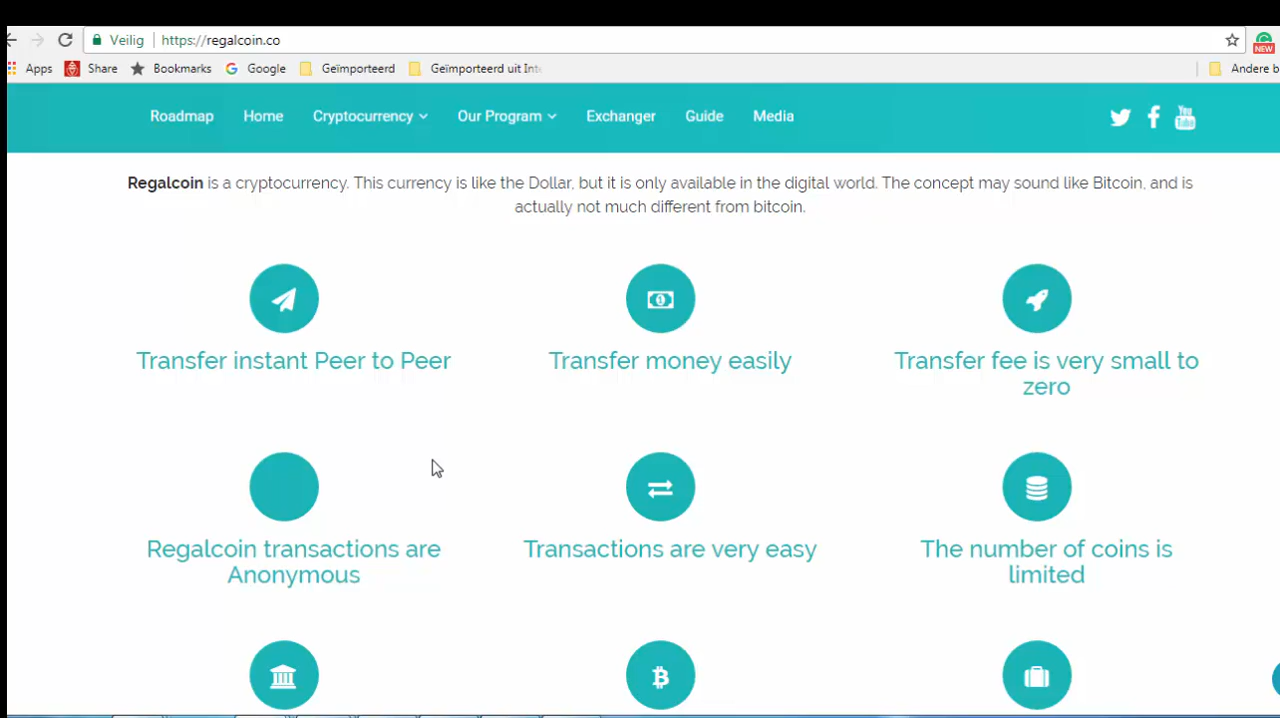 Veilig https://regalcoin.co
NEW
Apps Share Bookmarks Google Geïmporteerd Geïmporteerd uit Inte Andere b
Roadmap Home Cryptocurrency Our Program Exchanger Guide Media
You
Tube
Regalcoin is a cryptocurrency. This currency is like the Dollar, but it is only available in the digital world. The concept may sound like Bitcoin, and is
actually not much different from bitcoin.
Transfer instant Peer to Peer
Transfer money easily
Transfer fee is very small to
zero
Regalcoin transactions are
Anonymous
Transactions are very easy
The number of coins is
limited